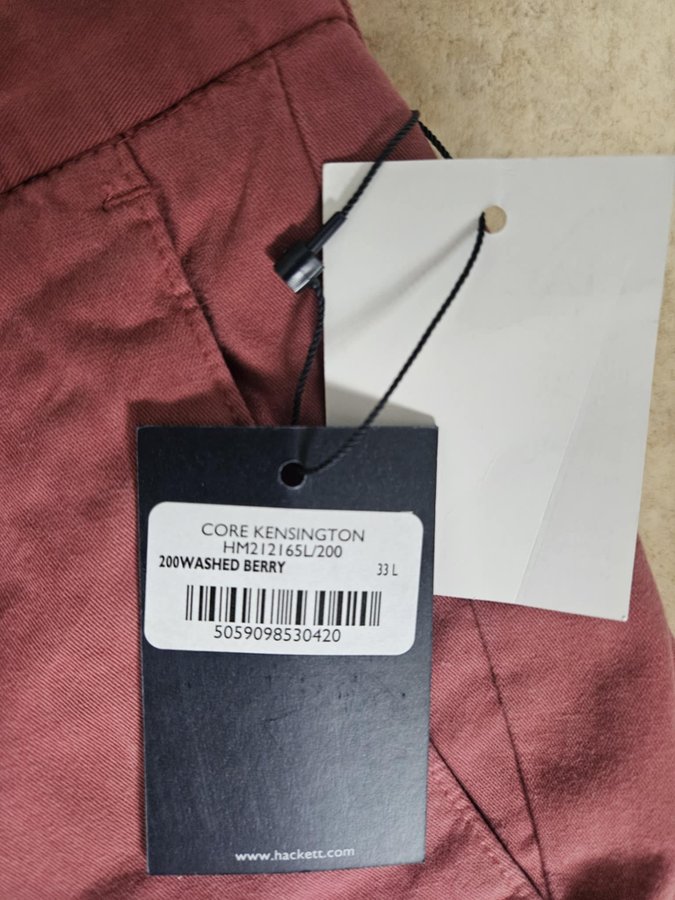 CORE KENSINGTON
HM212165L/200
200WASHED BERRY 33 L
5059098530420
www.hackett.com